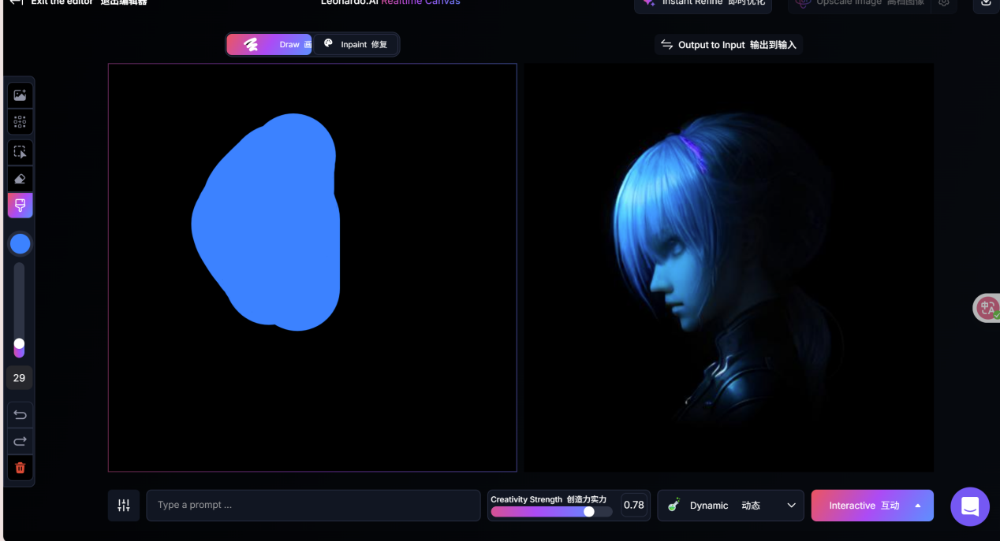 Exit the editor 退出编辑器
Leonardo.Ai Realtime Canvas
Instant Refine 即时优化
Upscale Image 高档图像
Draw 画
Inpaint 修复
Output to Input 输出到输入
29
Type a prompt ...
Creativity Strength 创造力实力
0.78
Dynamic 动态
Interactive 互动
中A